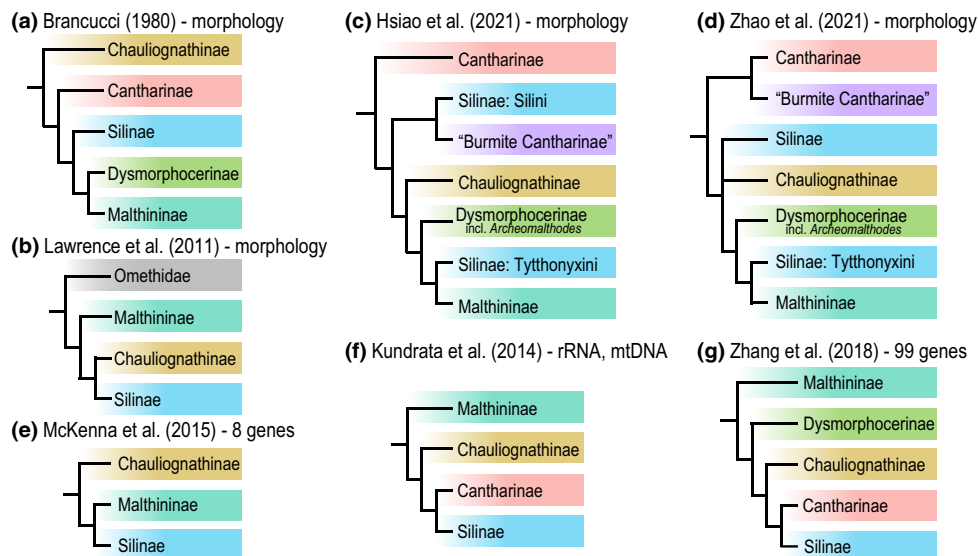 (a) Brancucci (1980) - morphology
Chauliognathinae
Cantharinae
Silinae
Dysmorphocerinae
Malthininae
(b) Lawrence et al. (2011) - morphology
Omethidae
Malthininae
Chauliognathinae
Silinae
(e) McKenna et al. (2015) - 8 genes
Chauliognathinae
Malthininae
Silinae
(c) Hsiao et al. (2021) - morphology
Cantharinae
Silinae: Silini
“Burmite Cantharinae”
Chauliognathinae
Dysmorphocerinae
incl. Archeomalthodes
Silinae: Tytthonyxini
Malthininae
(d) Zhao et al. (2021) - morphology
Cantharinae
“Burmite Cantharinae”
Silinae
Chauliognathinae
Dysmorphocerinae
incl. Archeomalthodes
Silinae: Tytthonyxini
Malthininae
(f) Kundrata et al. (2014) - rRNA, mtDNA
Malthininae
Chauliognathinae
Cantharinae
Silinae
(g) Zhang et al. (2018) - 99 genes
Malthininae
Dysmorphocerinae
Chauliognathinae
Cantharinae
Silinae